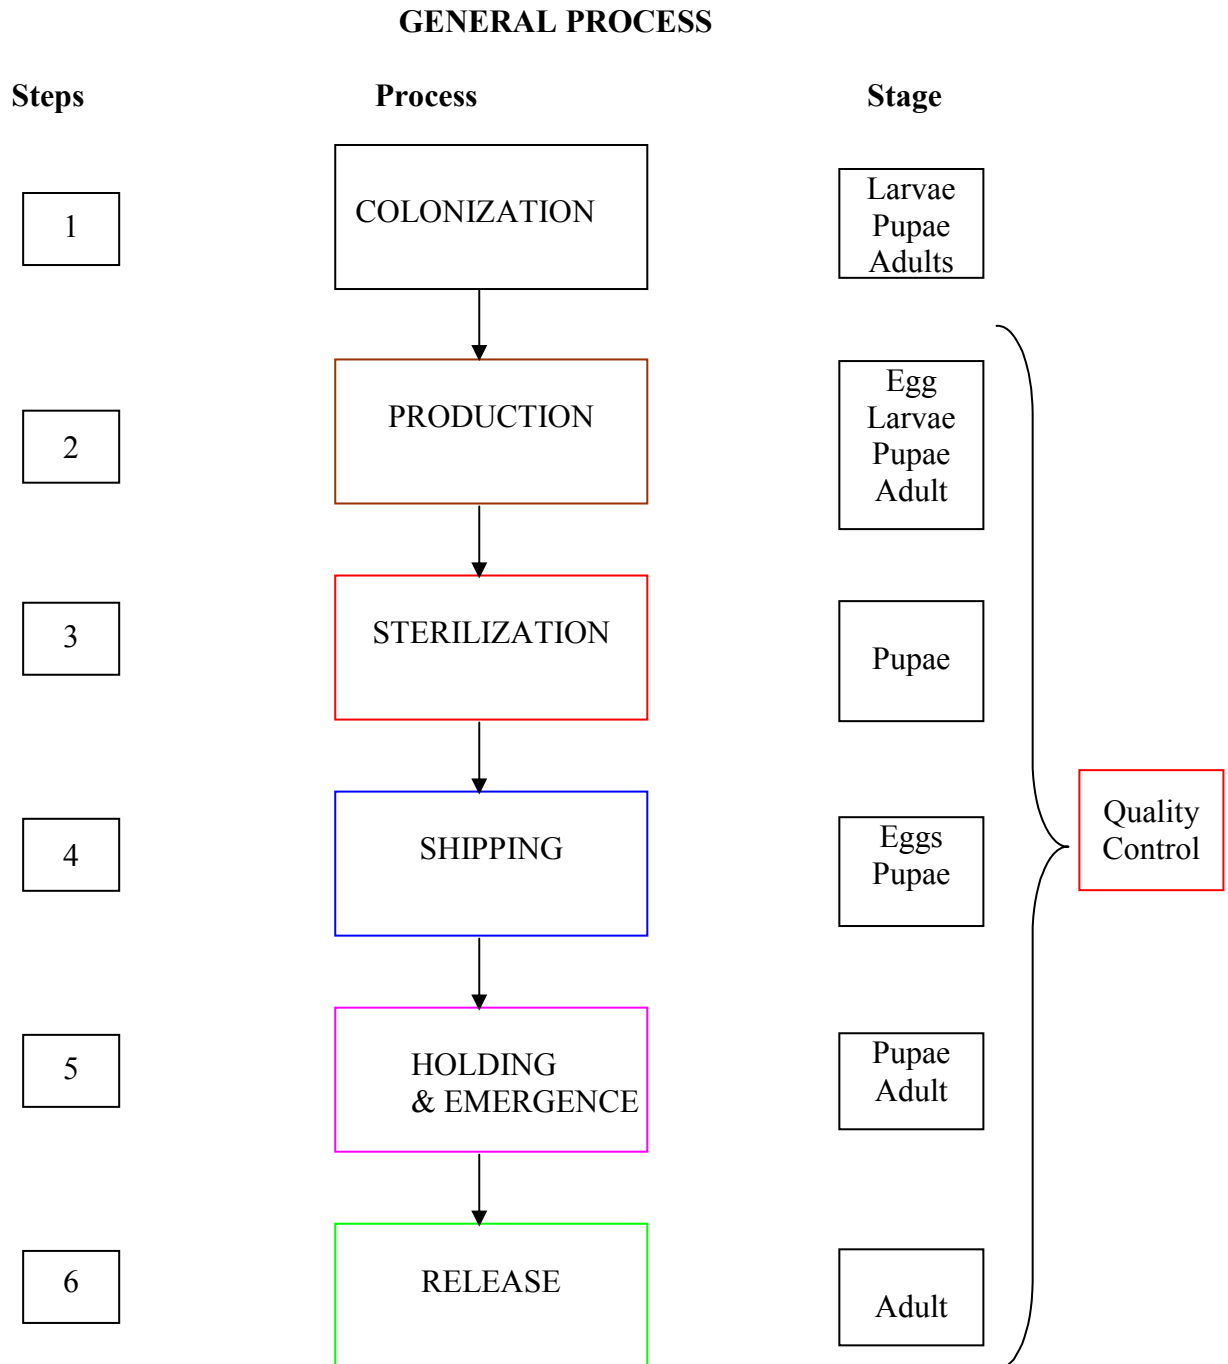 GENERAL PROCESS
Steps Process Stage
1
COLONIZATION
Larvae
Pupae
Adults
2
PRODUCTION
Egg
Larvae
Pupae
Adult
3
STERILIZATION
Pupae
4
SHIPPING
Eggs
Pupae
Quality
Control
5
HOLDING
& EMERGENCE
Pupae
Adult
6
RELEASE
Adult